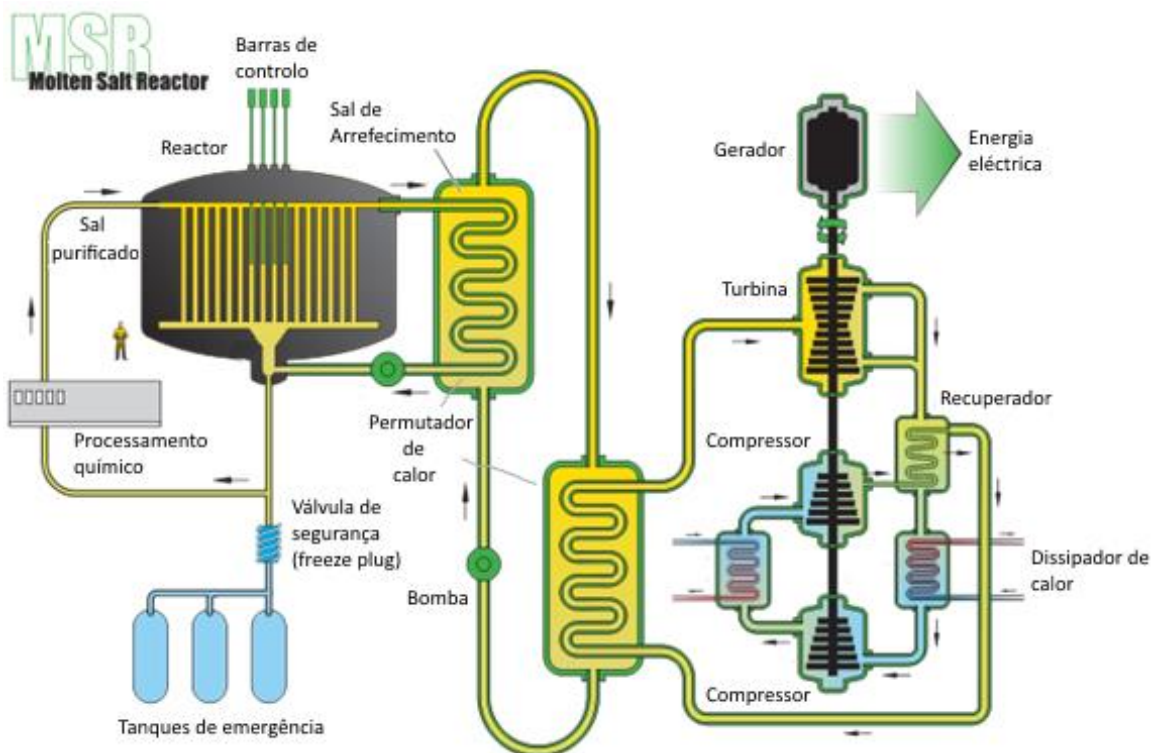 MSR
Molten Salt Reactor
Barras de
controlo
Reactor
Sal de
Arrefecimento
Gerador
Energia
eléctrica
Sal
purificado
Turbina
Permutador
de
calor
Recuperador
Compressor
Processamento
químico
Válvula de
segurança
(freeze plug)
Bomba
Dissipador de
calor
Compressor
Tanques de emergência